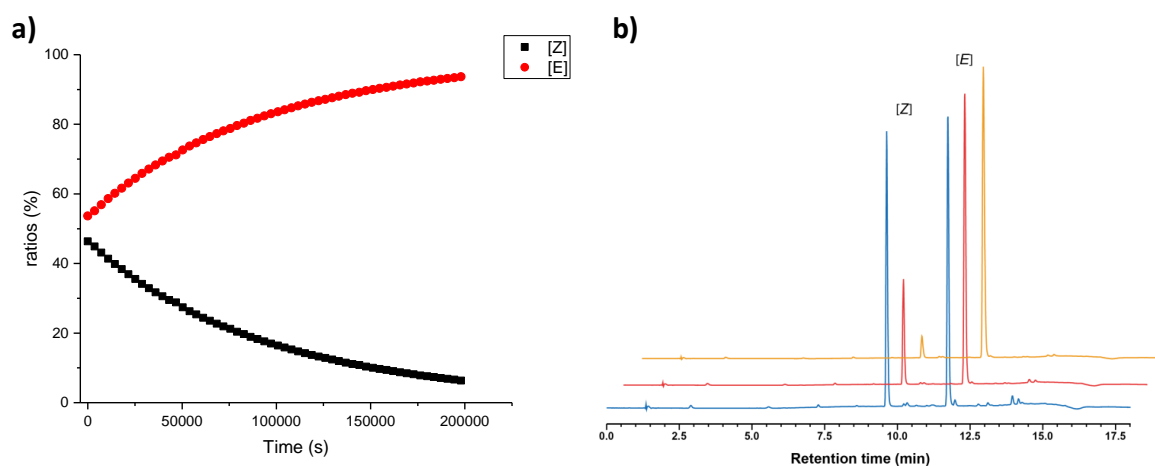 a)
[Z]
[E]
100
80
60
40
20
0
ratios (%)
0 50000 100000 150000 200000
Time (s)
b)
[E]
[Z]
0.0 2.5 5.0 7.5 10.0 12.5 15.0 17.5
Retention time (min)